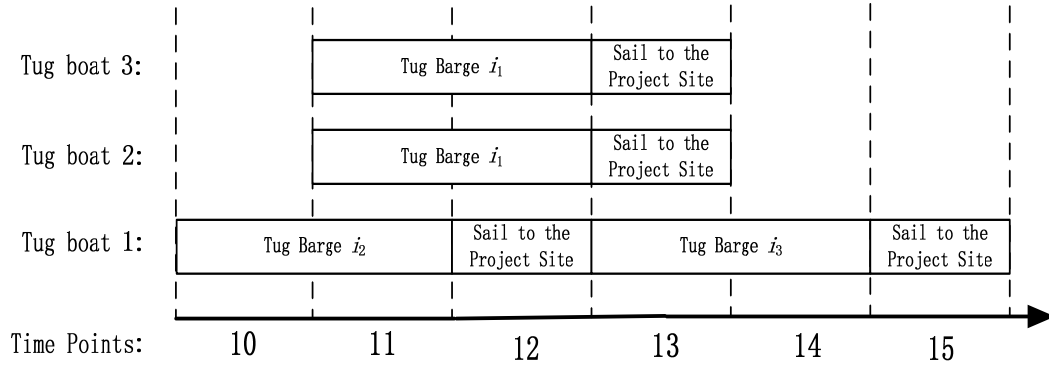 Tug boat 3:
Tug Barge i₁
Sail to the
Project Site
Tug boat 2:
Tug Barge i₁
Sail to the
Project Site
Tug boat 1:
Tug Barge i₂
Sail to the
Project Site
Tug Barge i₃
Sail to the
Project Site
Time Points:
10 11 12 13 14 15